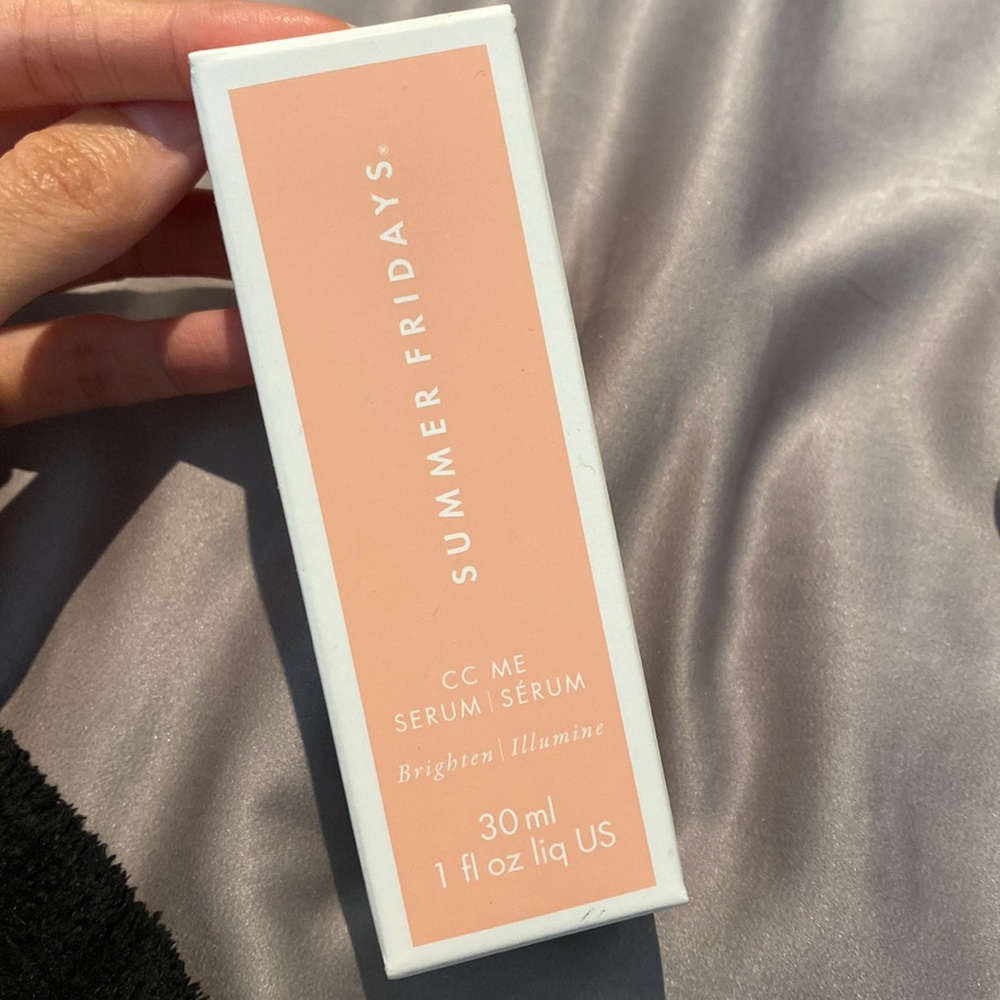 SUMMER FRIDAYS®
CC ME
SERUM | SÉRUM
Brighten | Illumine
30 ml
1 fl oz liq US